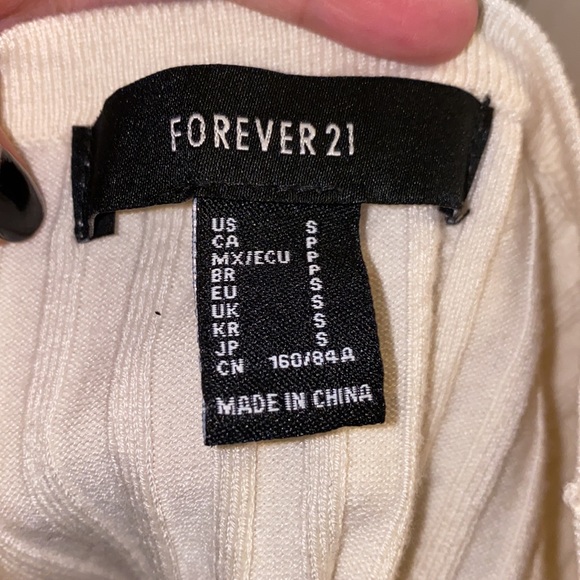 FOREVER 21
US S
CA P
MX/ECU P
BR P
EU S
UK S
KR S
JP S
CN 160/84A
MADE IN CHINA